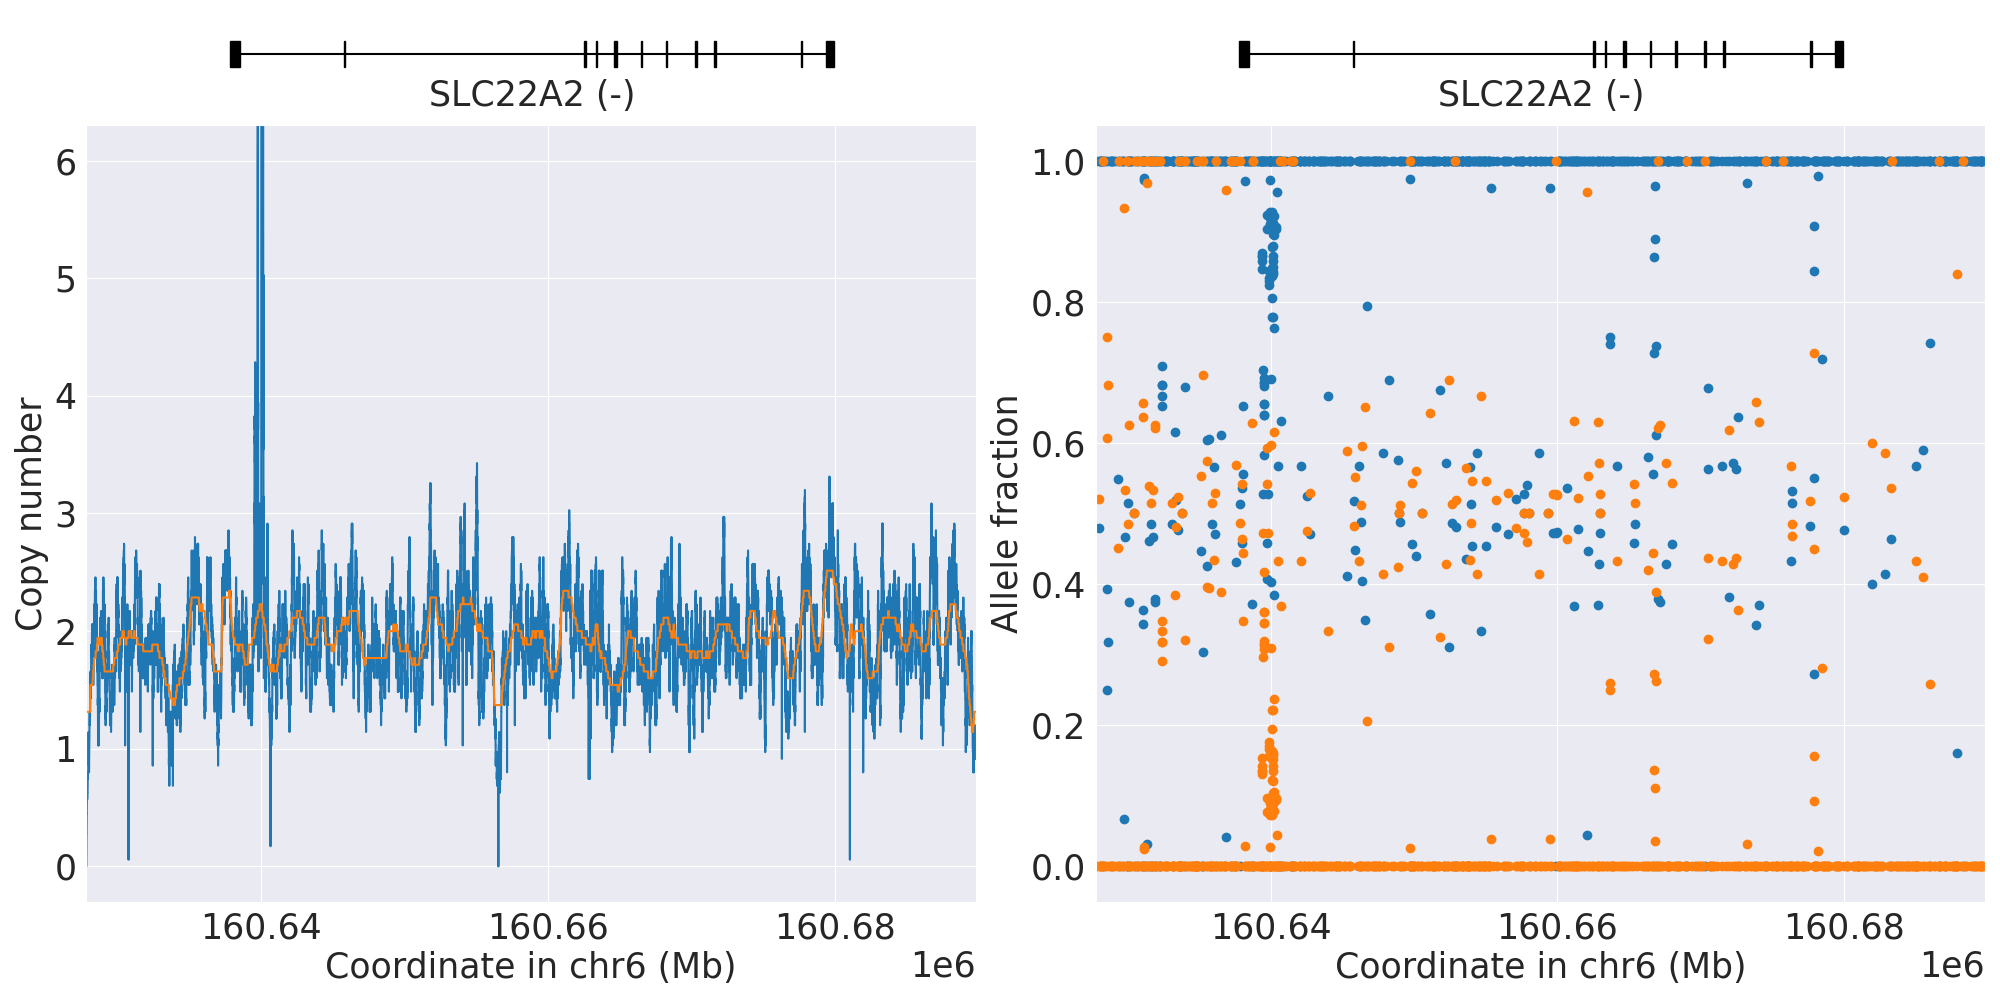 SLC22A2 (-)
Copy number
6
5
4
3
2
1
0
160.64
160.66
160.68
Coordinate in chr6 (Mb)
1e6
SLC22A2 (-)
Allele fraction
1.0
0.8
0.6
0.4
0.2
0.0
160.64
160.66
160.68
Coordinate in chr6 (Mb)
1e6